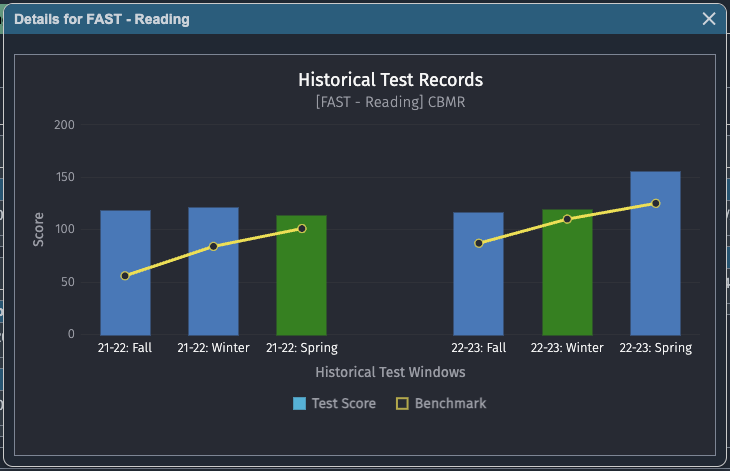 Details for FAST - Reading
Historical Test Records
[FAST - Reading] CBMR
200
150
100
50
0
Score
21-22: Fall 21-22: Winter 21-22: Spring 22-23: Fall 22-23: Winter 22-23: Spring
Historical Test Windows
Test Score Benchmark